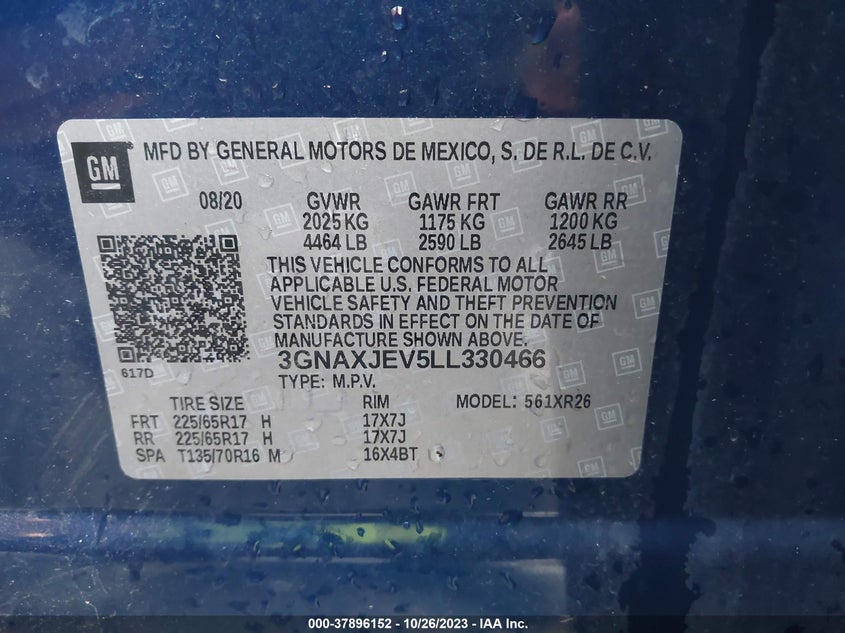 GM
MFD BY GENERAL MOTORS DE MEXICO, S. DE R.L. DE C.V.
08/20 GVWR GAWR FRT GAWR RR
2025 KG 1175 KG 1200 KG
4464 LB 2590 LB 2645 LB
THIS VEHICLE CONFORMS TO ALL
APPLICABLE U.S. FEDERAL MOTOR
VEHICLE SAFETY AND THEFT PREVENTION
STANDARDS IN EFFECT ON THE DATE OF
MANUFACTURE SHOWN ABOVE.
3GNAXJEV5LL330466
617D TYPE: M.P.V.
TIRE SIZE RIM MODEL: 561XR26
FRT 225/65R17 H 17X7J
RR 225/65R17 H 17X7J
SPA T135/70R16 M 16X4BT
000-37896152 - 10/26/2023 - IAA Inc.